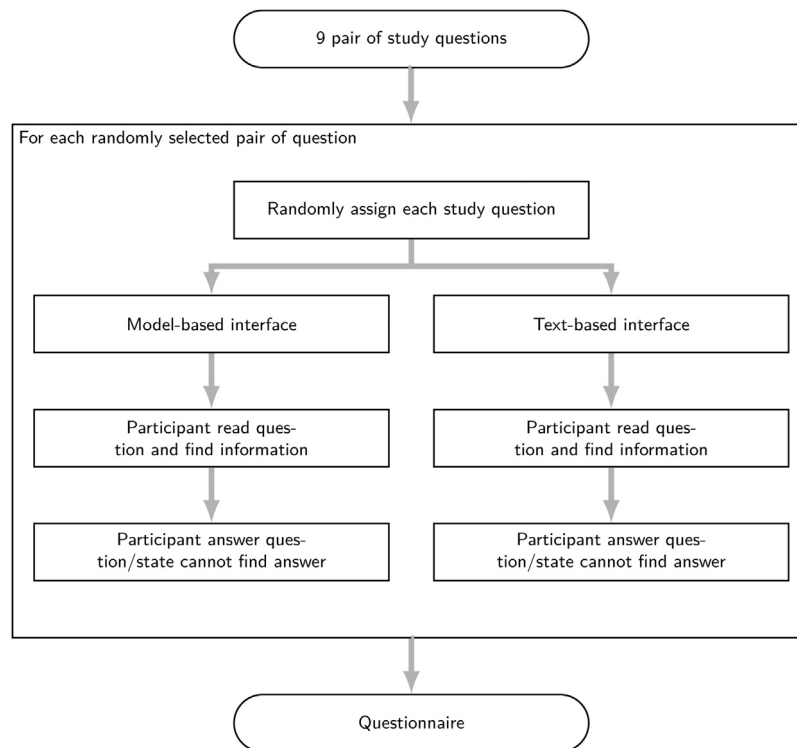 9 pair of study questions
For each randomly selected pair of question
Randomly assign each study question
Model-based interface
Text-based interface
Participant read ques-
tion and find information
Participant read ques-
tion and find information
Participant answer ques-
tion/state cannot find answer
Participant answer ques-
tion/state cannot find answer
Questionnaire